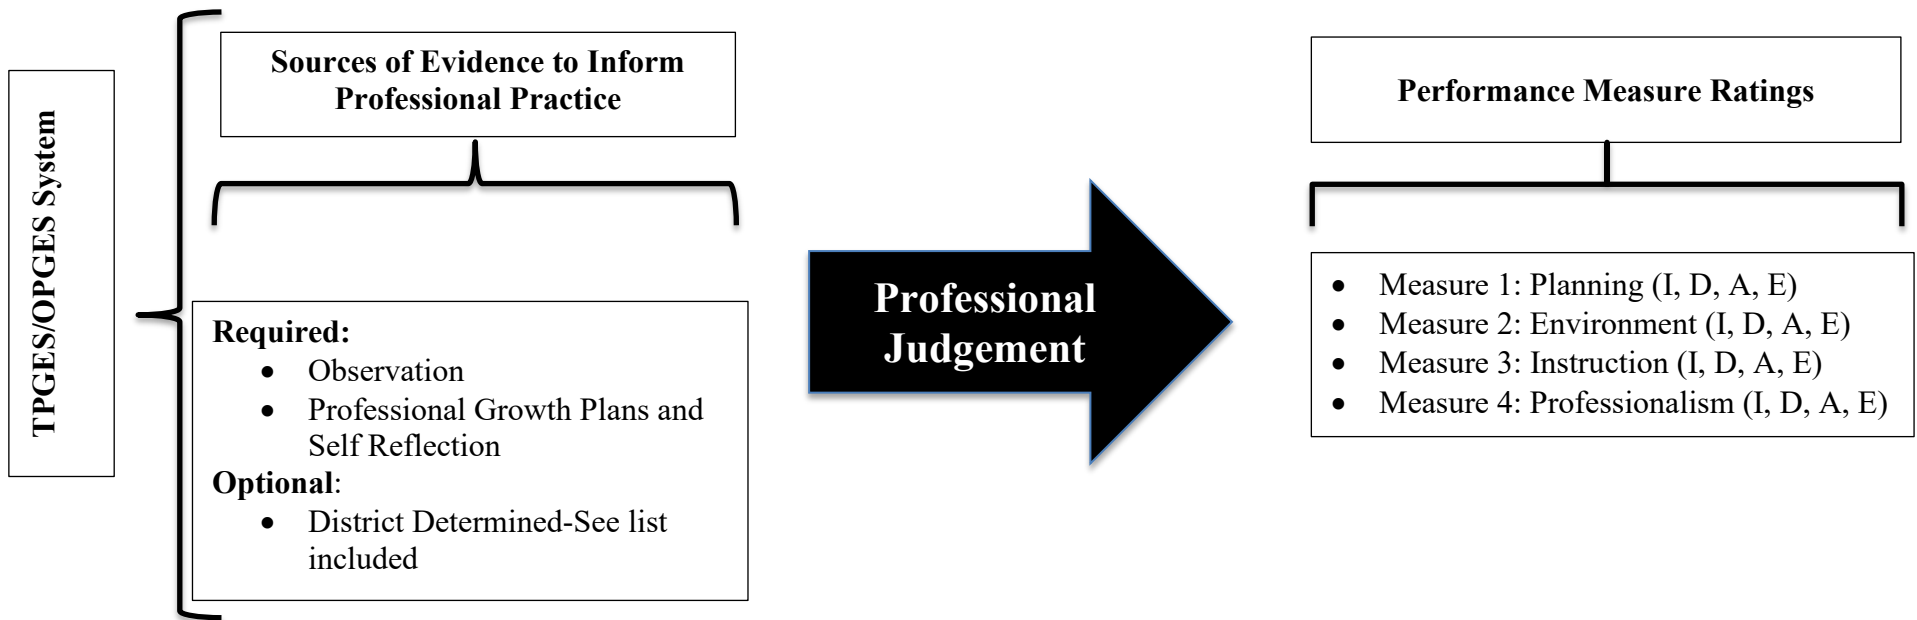 TPGES/OPGES System
Sources of Evidence to Inform
Professional Practice
Required:
• Observation
• Professional Growth Plans and
Self Reflection
Optional:
• District Determined-See list
included
Professional
Judgement
Performance Measure Ratings
• Measure 1: Planning (I, D, A, E)
• Measure 2: Environment (I, D, A, E)
• Measure 3: Instruction (I, D, A, E)
• Measure 4: Professionalism (I, D, A, E)